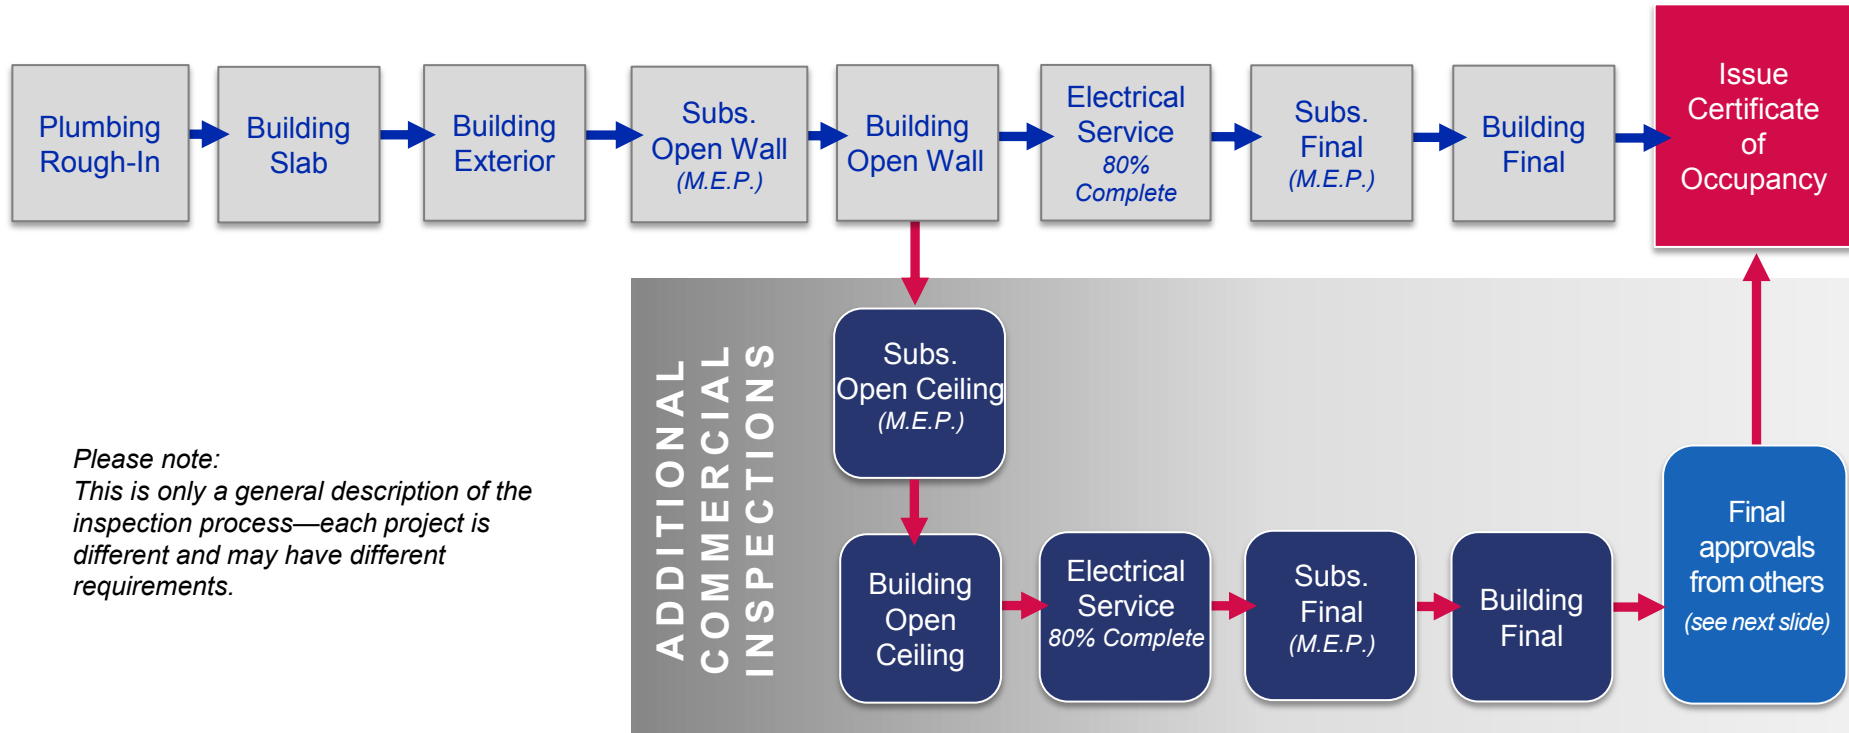 Plumbing
Rough-In
Building
Slab
Building
Exterior
Subs.
Open Wall
(M.E.P.)
Building
Open Wall
Electrical
Service
80%
Complete
Subs.
Final
(M.E.P.)
Building
Final
Issue
Certificate
of
Occupancy
Please note:
This is only a general description of the
inspection process—each project is
different and may have different
requirements.
ADDITIONAL
COMMERCIAL
INSPECTIONS
Subs.
Open Ceiling
(M.E.P.)
Building
Open
Ceiling
Electrical
Service
80% Complete
Subs.
Final
(M.E.P.)
Building
Final
Final
approvals
from others
(see next slide)